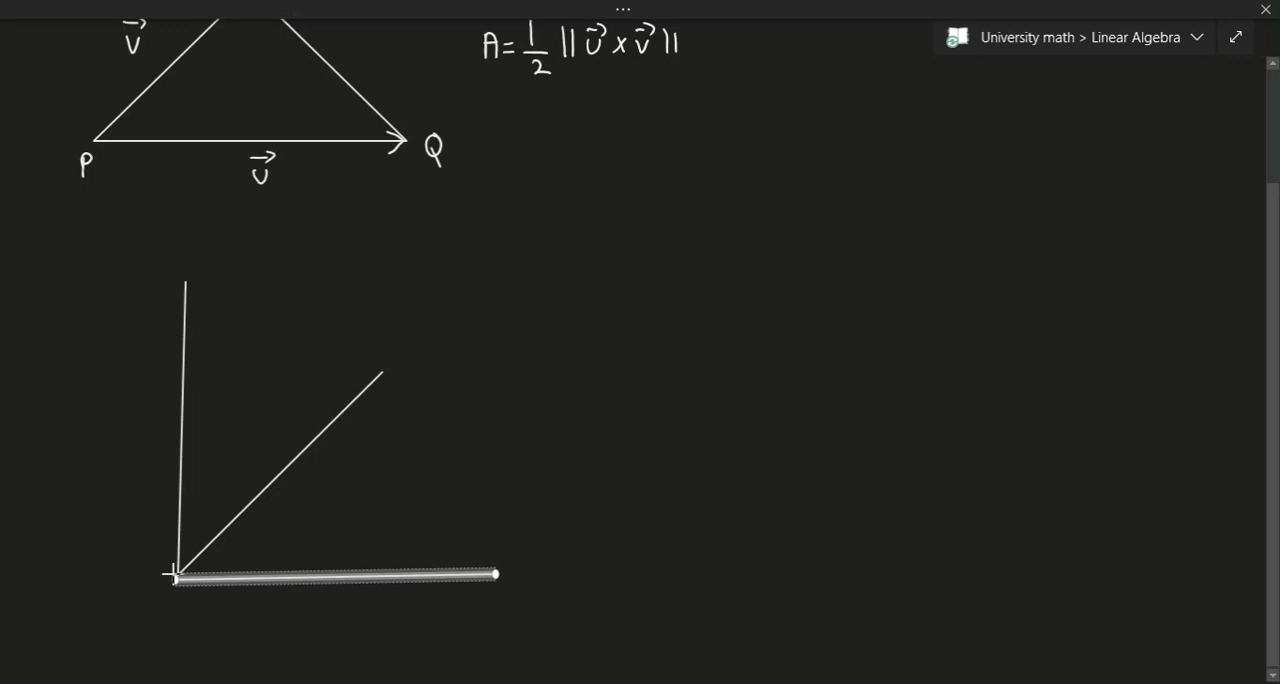 ...
University math > Linear Algebra
V⃗
A = 1/2 || U⃗ x V⃗ ||
P
U⃗
Q